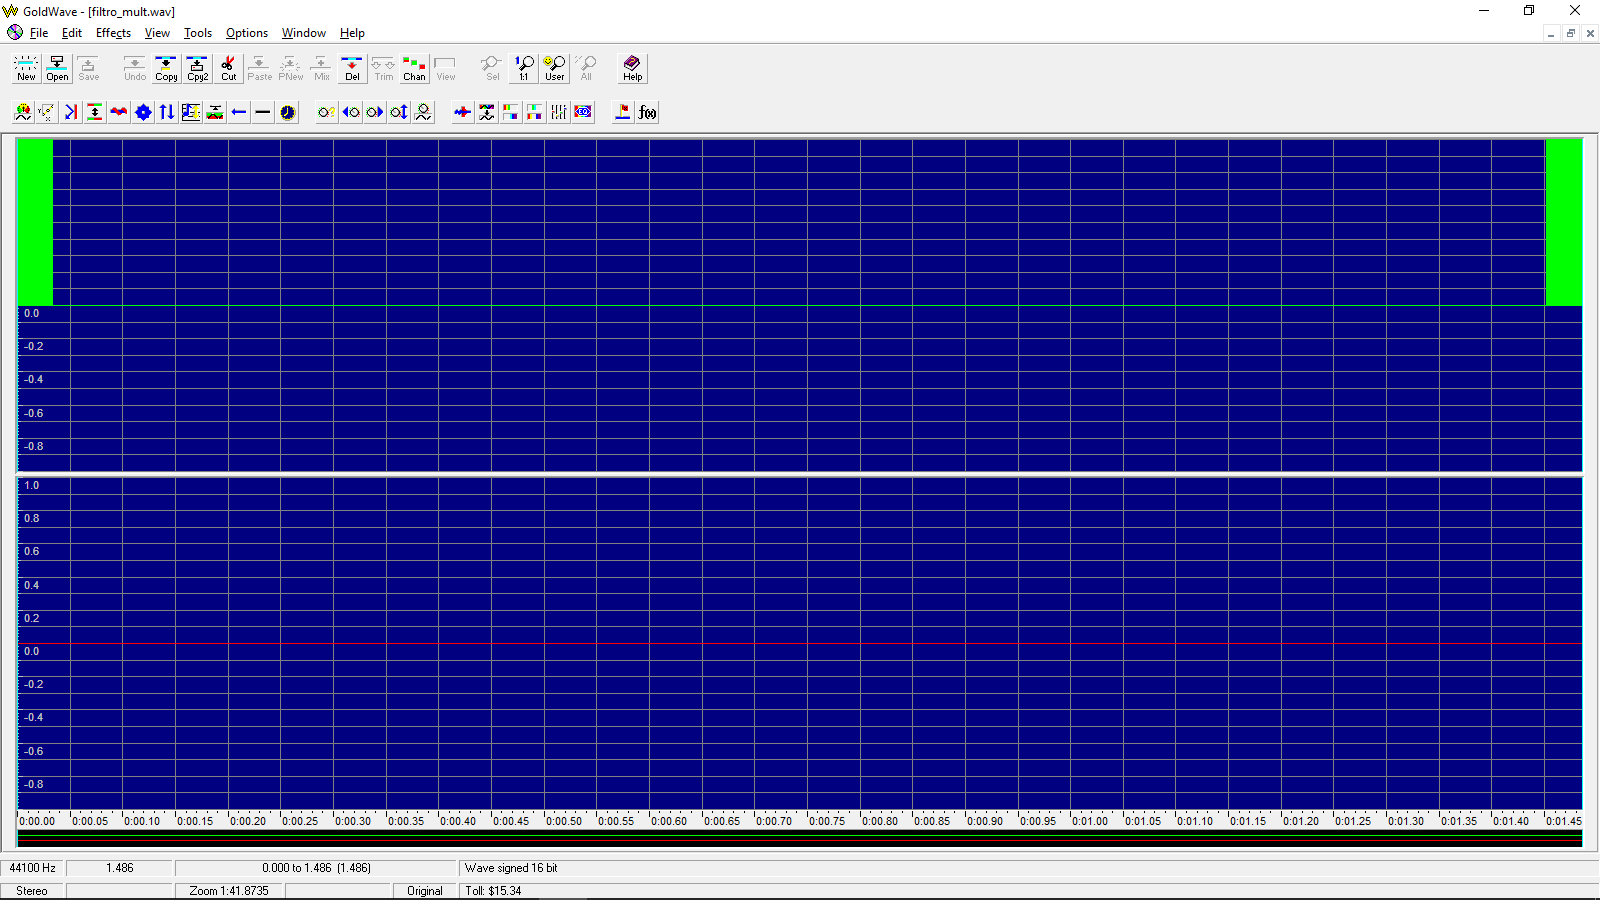 GoldWave - [filtro_mult.wav]
File Edit Effects View Tools Options Window Help
New Open Save Undo Copy Cpy2 Cut Paste PNew Mix Del Trim Chan View Sel 1:1 User All Help
f(x)
0.0
-0.2
-0.4
-0.6
-0.8
1.0
0.8
0.6
0.4
0.2
0.0
-0.2
-0.4
-0.6
-0.8
0:00.00 0:00.05 0:00.10 0:00.15 0:00.20 0:00.25 0:00.30 0:00.35 0:00.40 0:00.45 0:00.50 0:00.55 0:00.60 0:00.65 0:00.70 0:00.75 0:00.80 0:00.85 0:00.90 0:00.95 0:01.00 0:01.05 0:01.10 0:01.15 0:01.20 0:01.25 0:01.30 0:01.35 0:01.40 0:01.45
44100 Hz 1.486 0.000 to 1.486 (1.486) Wave signed 16 bit
Stereo Zoom 1:41.8735 Original Toll: $15.34